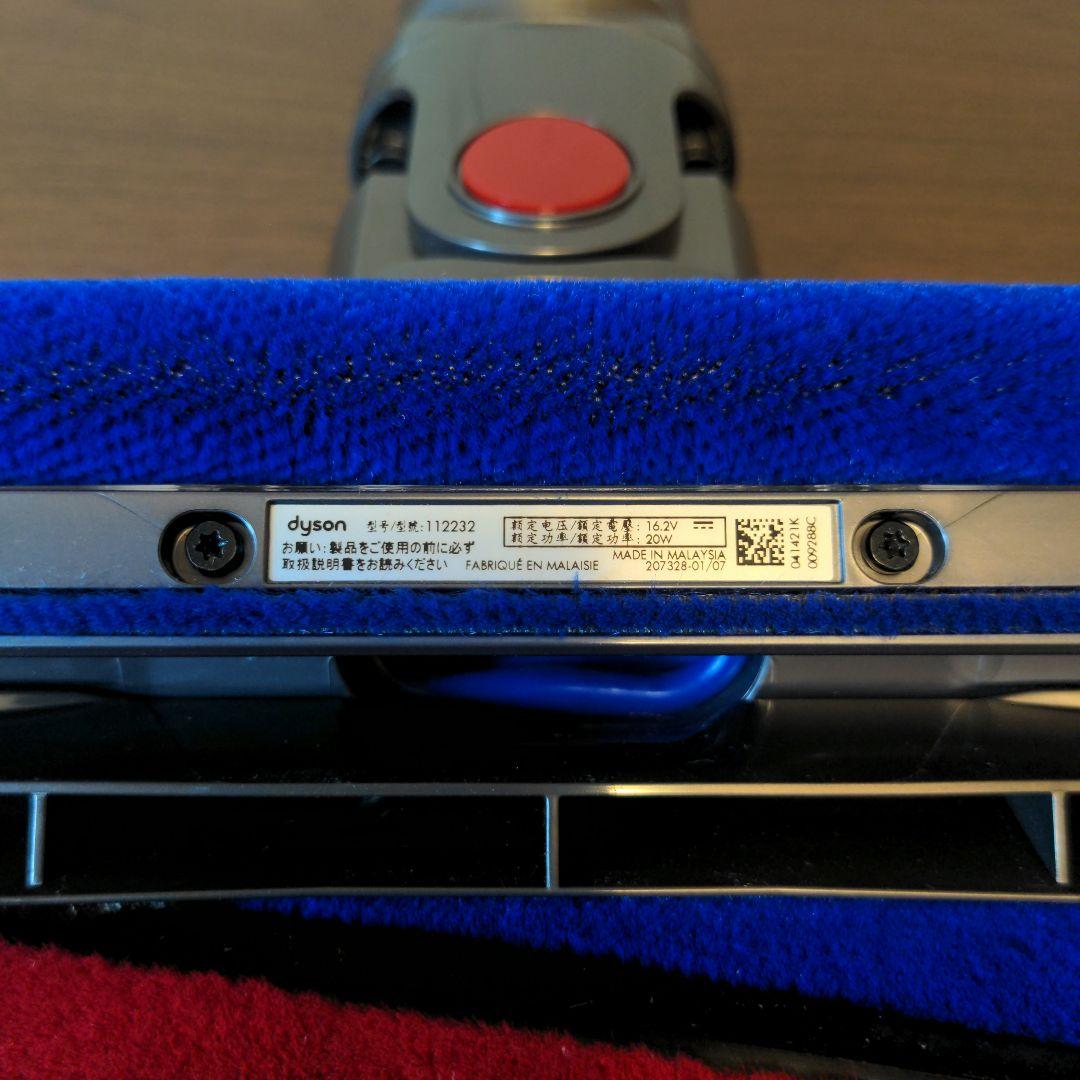 dyson 型号/型號:112232
お願い:製品をご使用の前に必ず
取扱説明書をお読みください FABRIQUÉ EN MALAISIE
额定电压/額定電壓: 16.2V ⎓
额定功率/額定功率: 20W
MADE IN MALAYSIA
207328-01/07
041421K
009288C